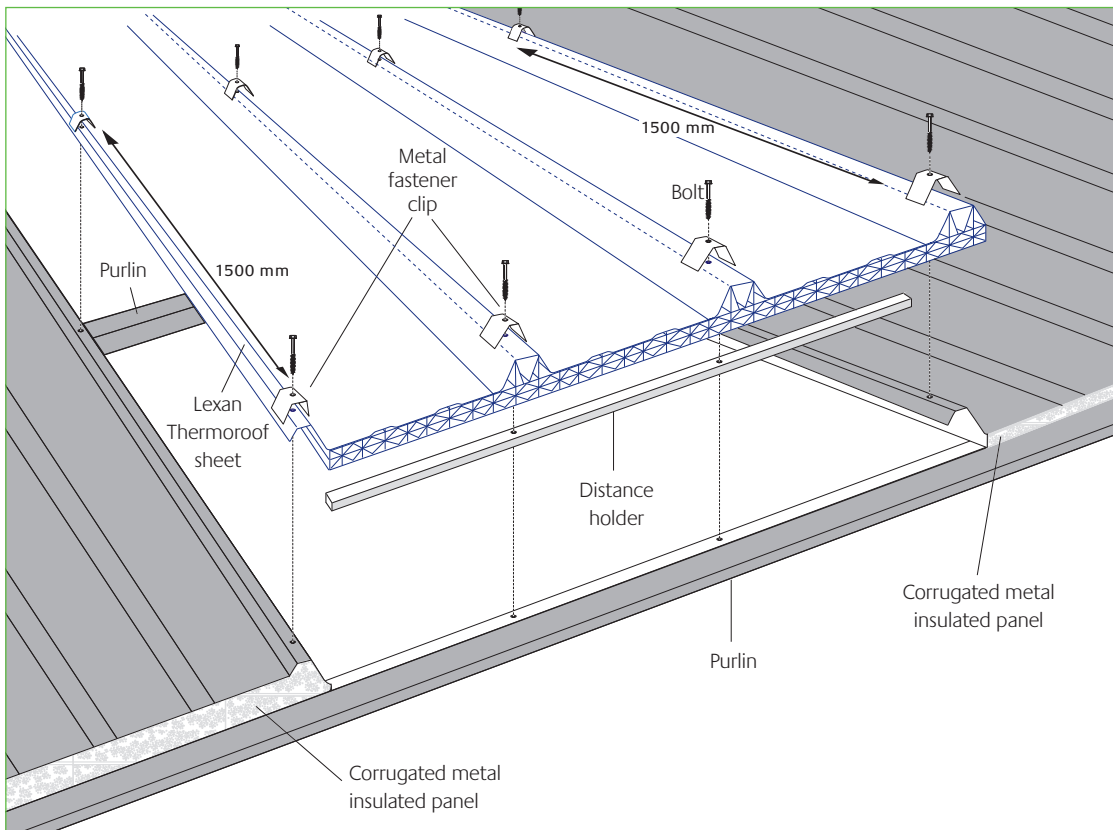 1500 mm
Metal
fastener
clip
Bolt
Purlin
1500 mm
Lexan
Thermoroof
sheet
Distance
holder
Corrugated metal
insulated panel
Purlin
Corrugated metal
insulated panel